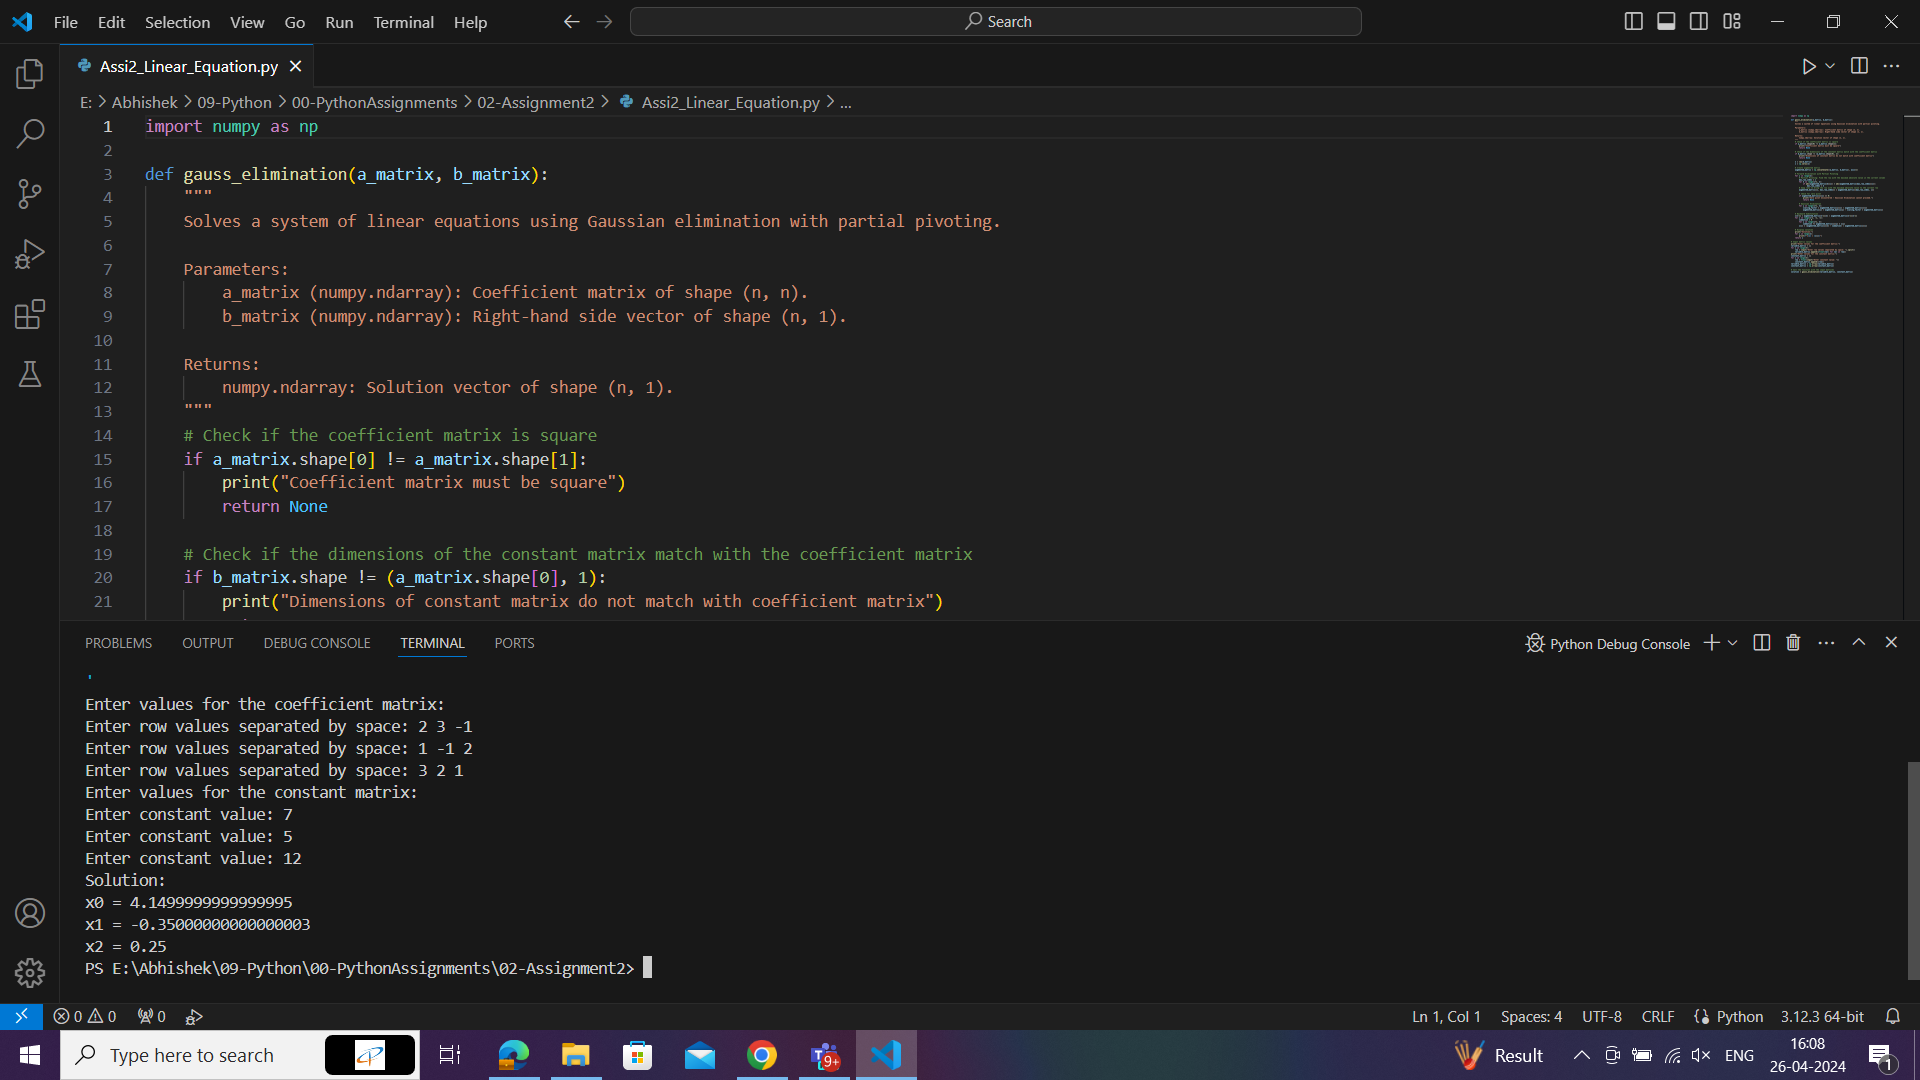 File Edit Selection View Go Run Terminal Help
Search
Assi2_Linear_Equation.py
E: > Abhishek > 09-Python > 00-PythonAssignments > 02-Assignment2 > Assi2_Linear_Equation.py > ...
1 import numpy as np
2
3 def gauss_elimination(a_matrix, b_matrix):
4 """
5 Solves a system of linear equations using Gaussian elimination with partial pivoting.
6
7 Parameters:
8 a_matrix (numpy.ndarray): Coefficient matrix of shape (n, n).
9 b_matrix (numpy.ndarray): Right-hand side vector of shape (n, 1).
10
11 Returns:
12 numpy.ndarray: Solution vector of shape (n, 1).
13 """
14 # Check if the coefficient matrix is square
15 if a_matrix.shape[0] != a_matrix.shape[1]:
16 print("Coefficient matrix must be square")
17 return None
18
19 # Check if the dimensions of the constant matrix match with the coefficient matrix
20 if b_matrix.shape != (a_matrix.shape[0], 1):
21 print("Dimensions of constant matrix do not match with coefficient matrix")
PROBLEMS OUTPUT DEBUG CONSOLE TERMINAL PORTS
Python Debug Console
'
Enter values for the coefficient matrix:
Enter row values separated by space: 2 3 -1
Enter row values separated by space: 1 -1 2
Enter row values separated by space: 3 2 1
Enter values for the constant matrix:
Enter constant value: 7
Enter constant value: 5
Enter constant value: 12
Solution:
x0 = 4.1499999999999995
x1 = -0.35000000000000003
x2 = 0.25
PS E:\Abhishek\09-Python\00-PythonAssignments\02-Assignment2>
0 0 0
Ln 1, Col 1 Spaces: 4 UTF-8 CRLF Python 3.12.3 64-bit
Type here to search
9+
Result
ENG
16:08
26-04-2024
1